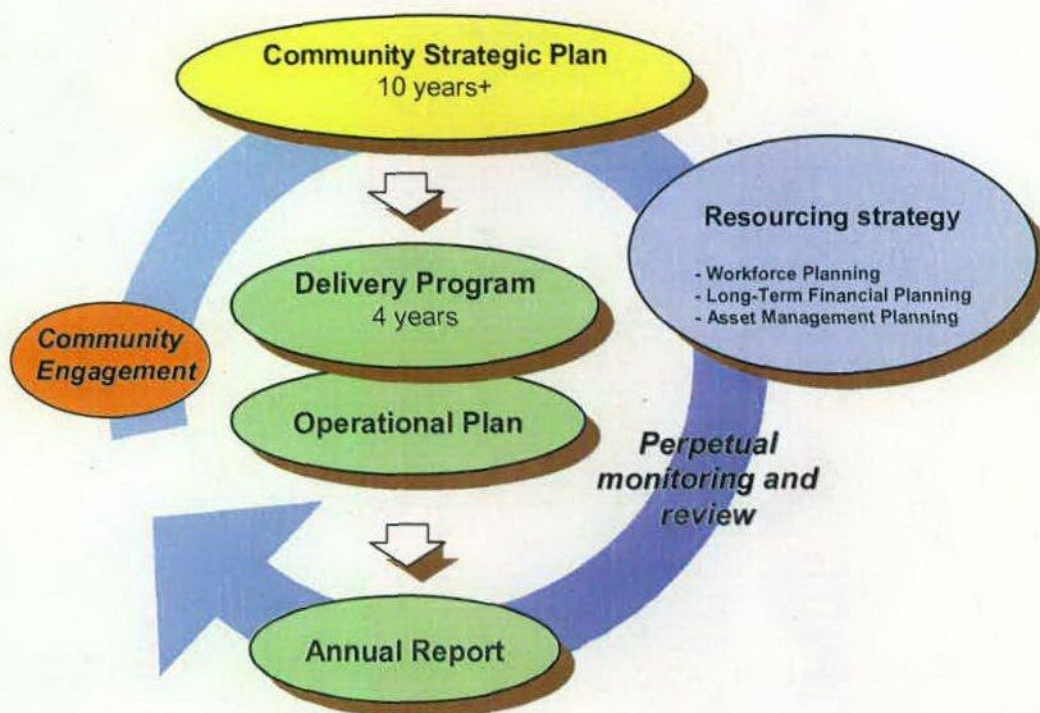 Community Strategic Plan
10 years+
Resourcing strategy
- Workforce Planning
- Long-Term Financial Planning
- Asset Management Planning
Delivery Program
4 years
Community
Engagement
Operational Plan
Perpetual
monitoring and
review
Annual Report